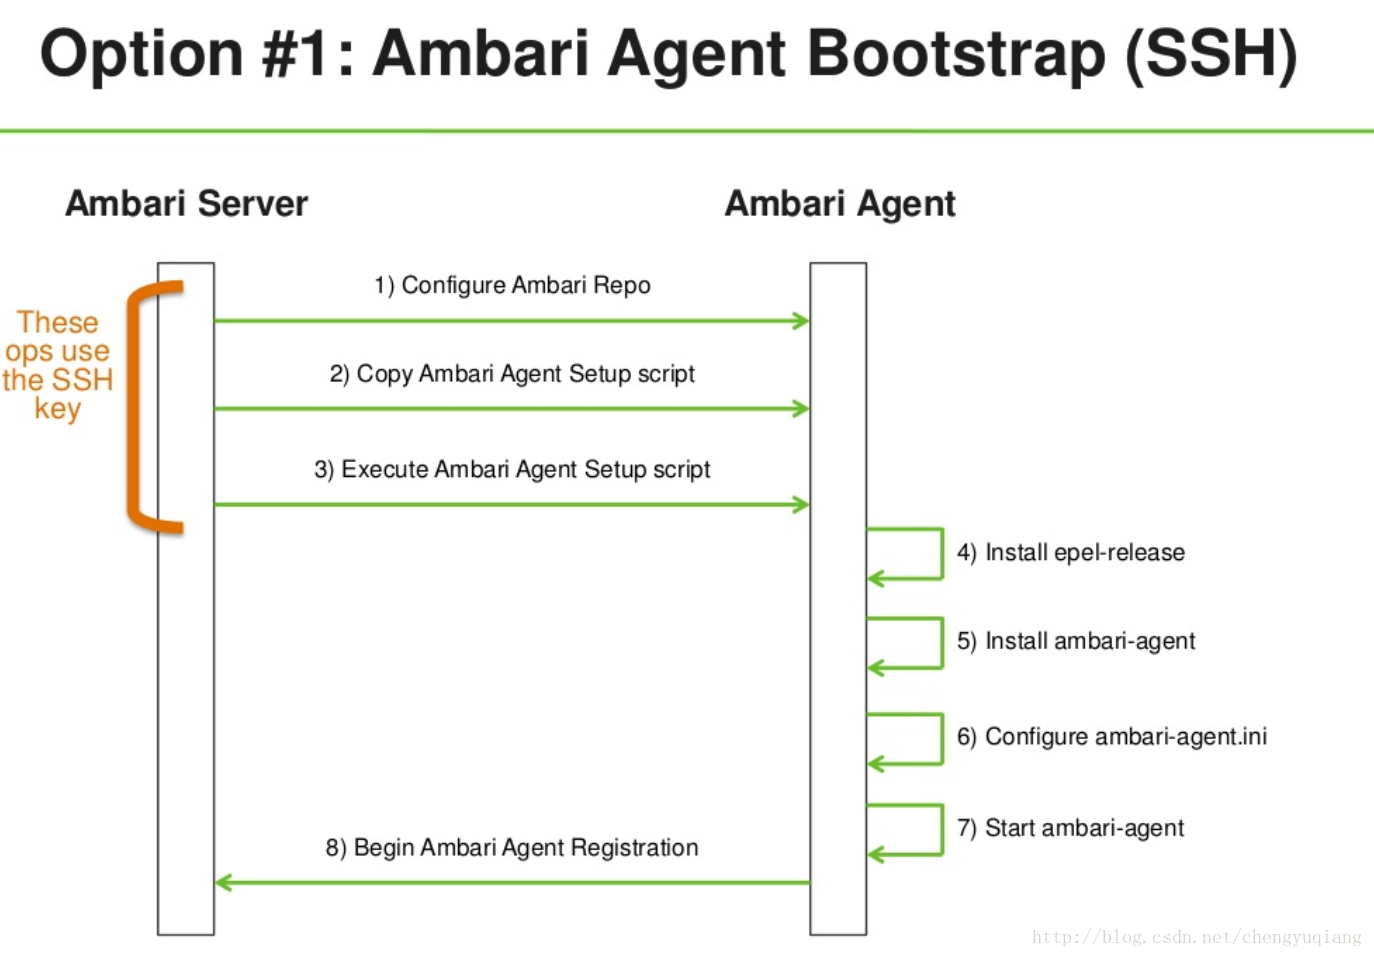 Option #1: Ambari Agent Bootstrap (SSH)
Ambari Server
Ambari Agent
1) Configure Ambari Repo
These
ops use
the SSH
key
2) Copy Ambari Agent Setup script
3) Execute Ambari Agent Setup script
4) Install epel-release
5) Install ambari-agent
6) Configure ambari-agent.ini
7) Start ambari-agent
8) Begin Ambari Agent Registration
http://blog.csdn.net/chengyuqiang